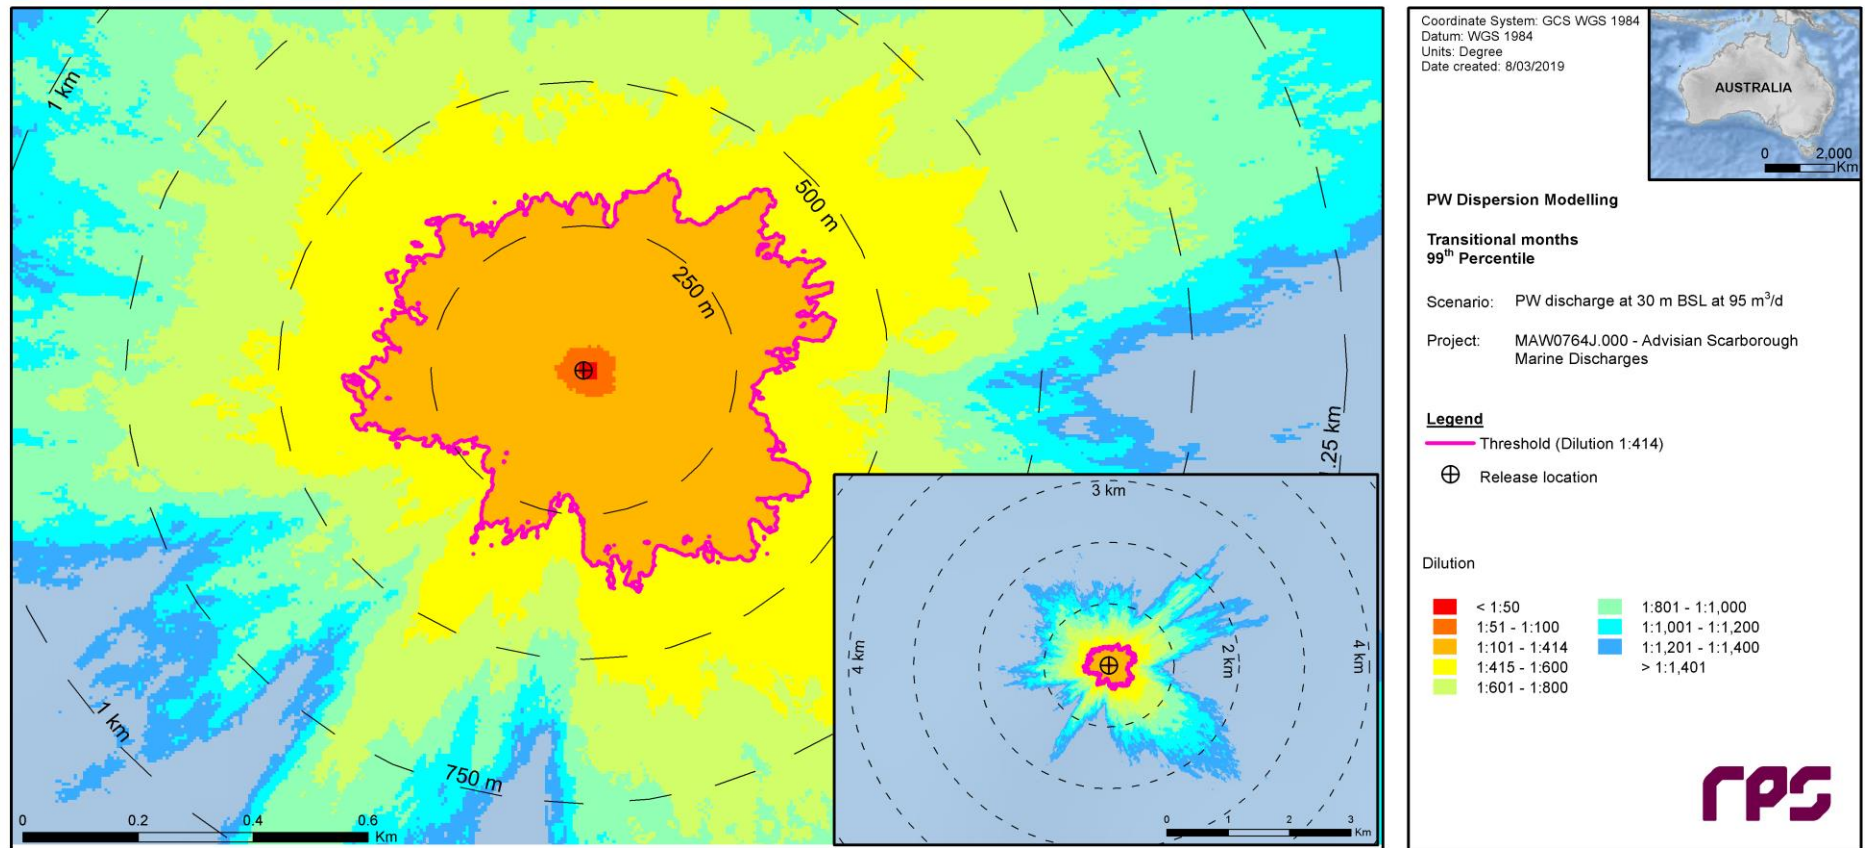 1 km
500 m
250 m
.25 km
1 km
750 m
0 0.2 0.4 0.6
Km
3 km
4 km
2 km
4 km
0 1 2 3
Km
Coordinate System: GCS WGS 1984
Datum: WGS 1984
Units: Degree
Date created: 8/03/2019
AUSTRALIA
0 2,000
Km
PW Dispersion Modelling
Transitional months
99th Percentile
Scenario: PW discharge at 30 m BSL at 95 m³/d
Project: MAW0764J.000 - Advisian Scarborough
Marine Discharges
Legend
Threshold (Dilution 1:414)
Release location
Dilution
< 1:50
1:51 - 1:100
1:101 - 1:414
1:415 - 1:600
1:601 - 1:800
1:801 - 1:1,000
1:1,001 - 1:1,200
1:1,201 - 1:1,400
> 1:1,401
rps